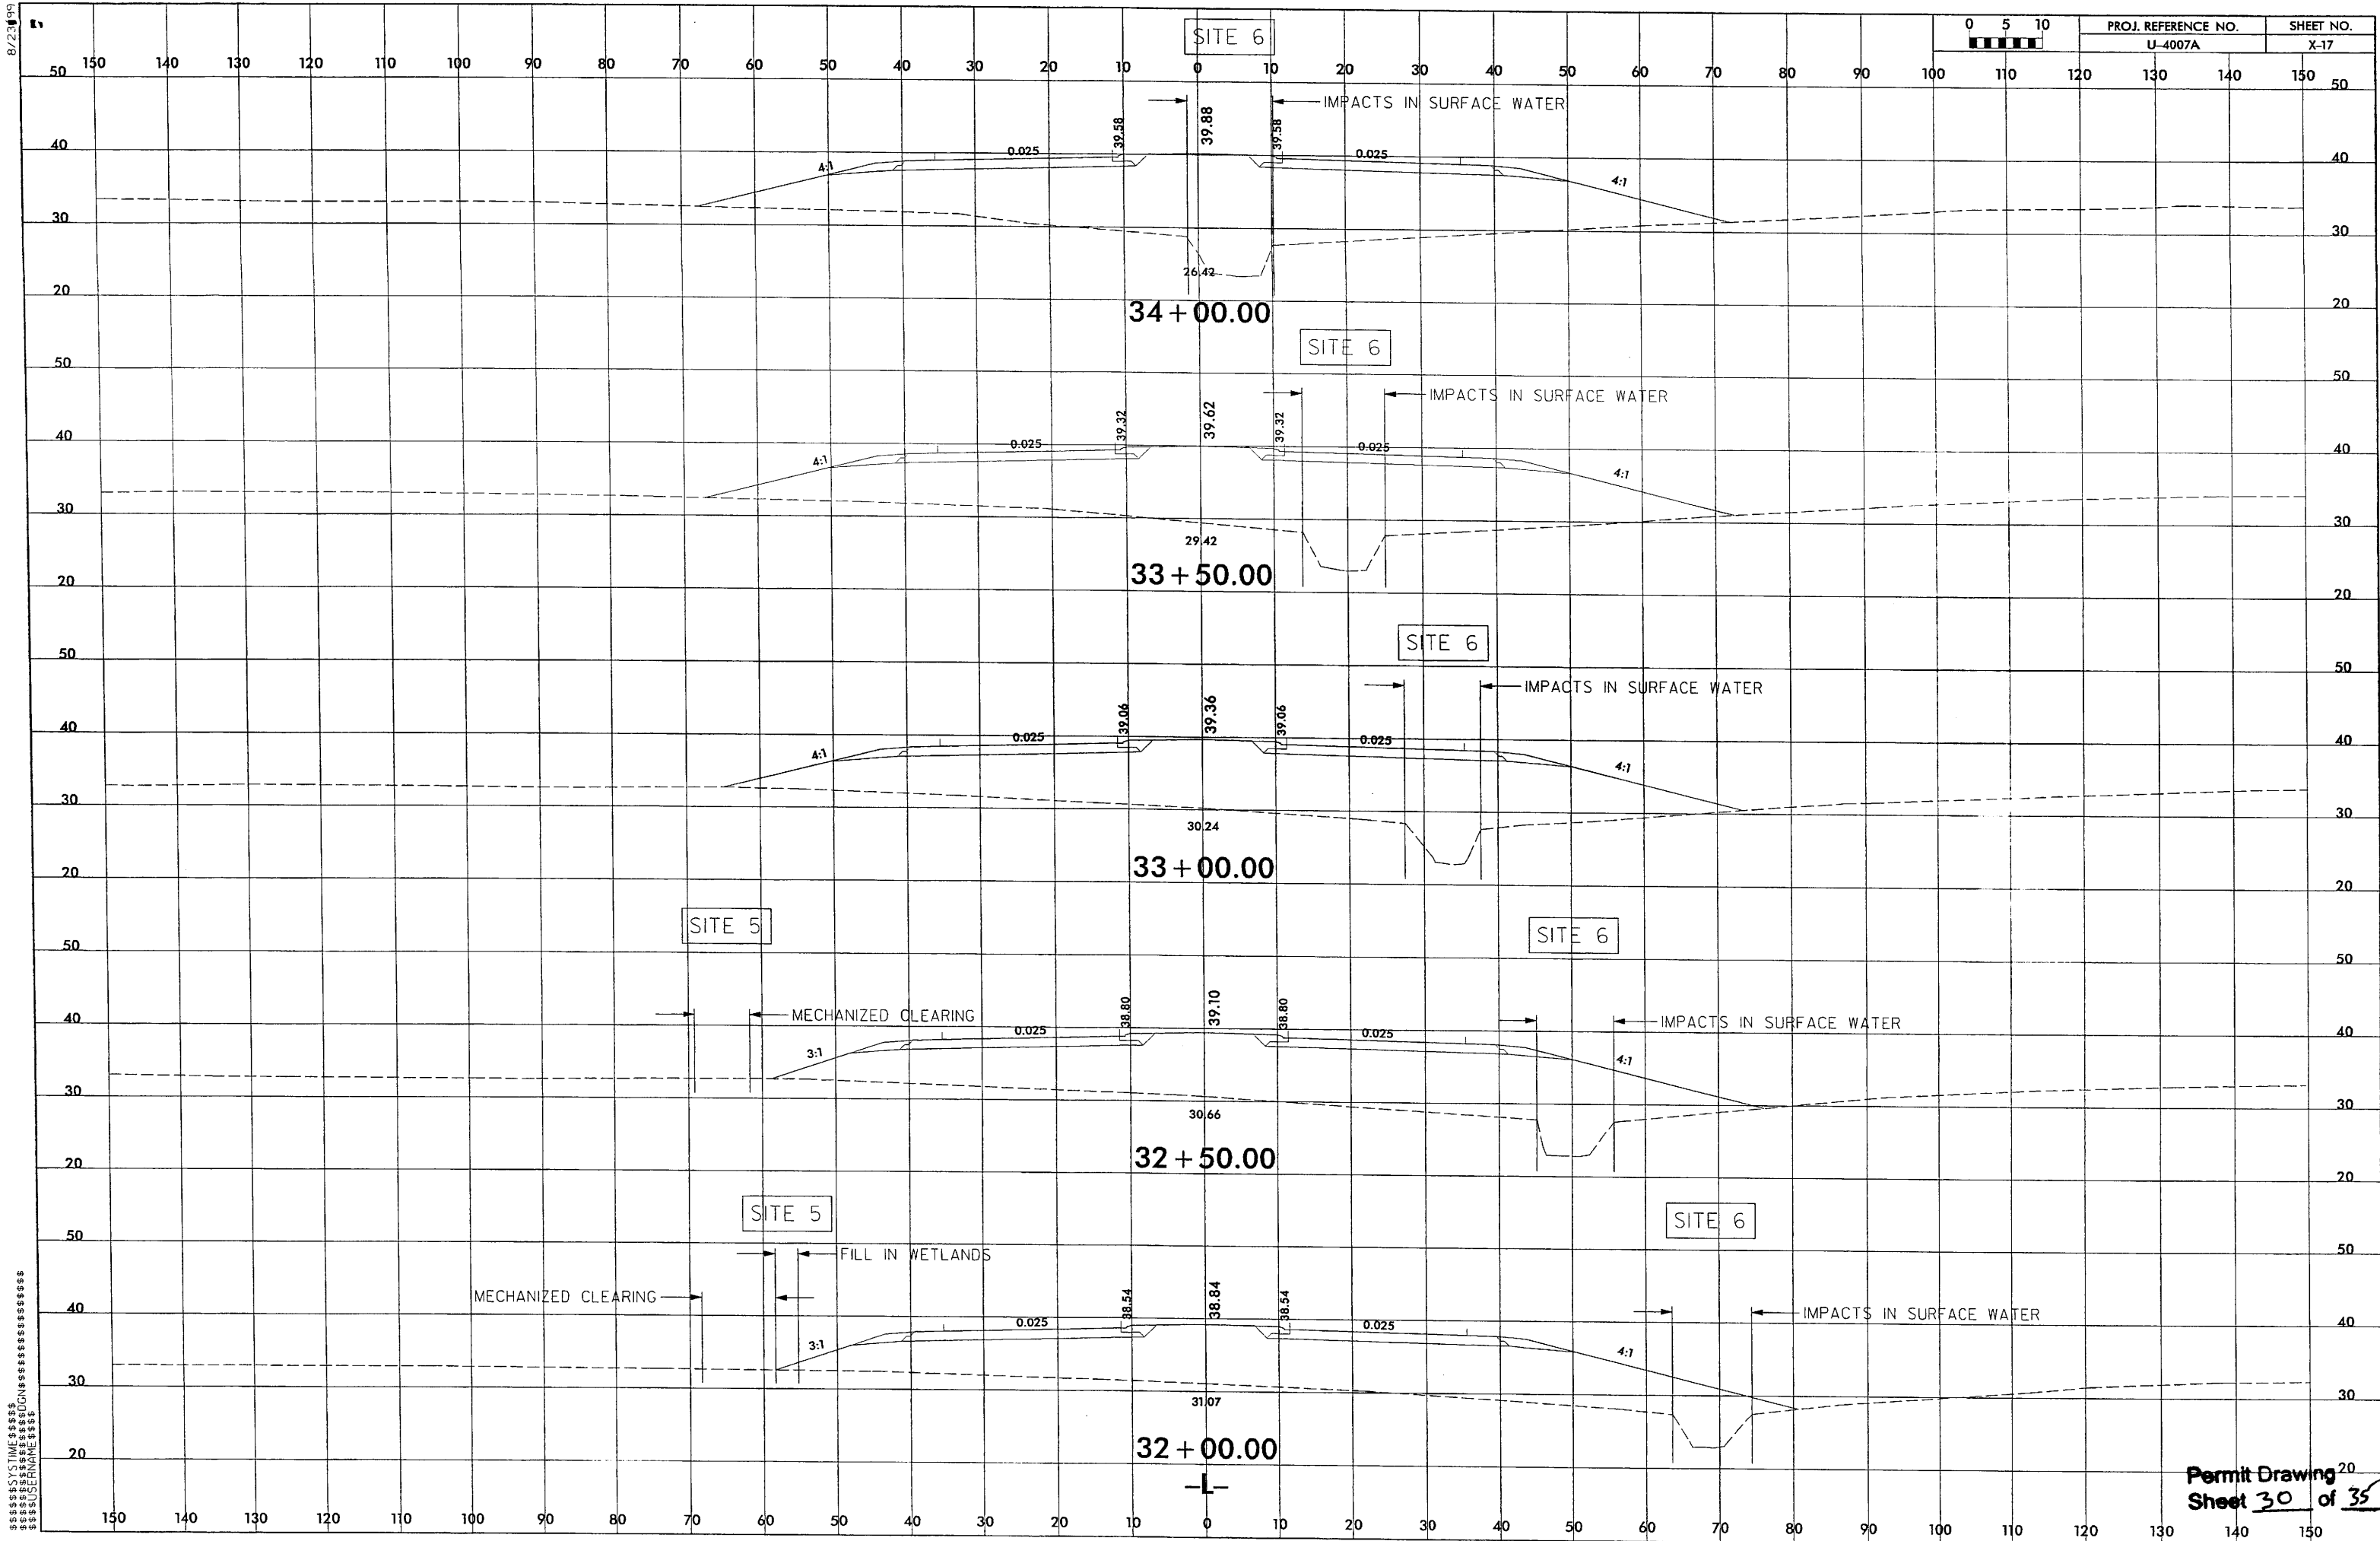 8/23/99
0 5 10
PROJ. REFERENCE NO. SHEET NO.
U-4007A X-17
SITE 6
150 140 130 120 110 100 90 80 70 60 50 40 30 20 10 0 10 20 30 40 50 60 70 80 90 100 110 120 130 140 150
50 50
IMPACTS IN SURFACE WATER
39.58 39.88 39.58
40 0.025 0.025 40
4:1 4:1
30 30
26.42
20 20
34+00.00
SITE 6
50 50
IMPACTS IN SURFACE WATER
39.32 39.62 39.32
40 0.025 0.025 40
4:1 4:1
30 30
29.42
33+50.00
20 20
SITE 6
50 50
IMPACTS IN SURFACE WATER
39.06 39.36 39.06
40 0.025 0.025 40
4:1 4:1
30 30
30.24
33+00.00
20 20
SITE 5 SITE 6
50 50
MECHANIZED CLEARING IMPACTS IN SURFACE WATER
38.80 39.10 38.80
40 0.025 0.025 40
3:1 4:1
30 30
30.66
32+50.00
20 20
SITE 5 SITE 6
50 50
FILL IN WETLANDS
MECHANIZED CLEARING IMPACTS IN SURFACE WATER
38.54 38.84 38.54
40 0.025 0.025 40
3:1 4:1
30 30
31.07
32+00.00
20 20
-L-
150 140 130 120 110 100 90 80 70 60 50 40 30 20 10 0 10 20 30 40 50 60 70 80 90 100 110 120 130 140 150
Permit Drawing
Sheet 30 of 35